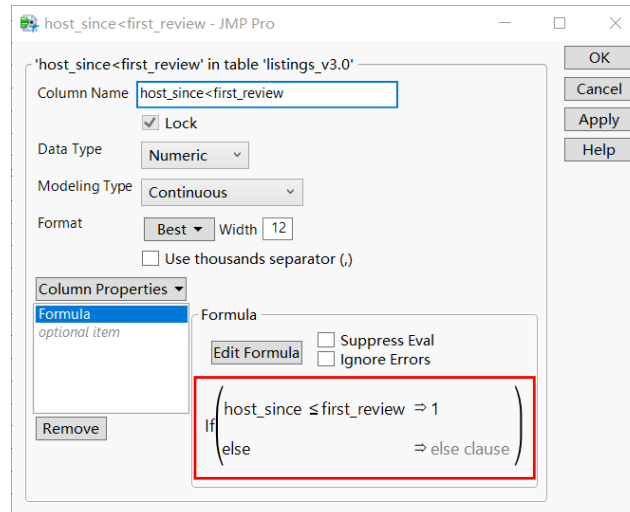 host_since<first_review - JMP Pro
'host_since<first_review' in table 'listings_v3.0'
OK
Column Name host_since<first_review
Cancel
Lock
Apply
Data Type Numeric
Help
Modeling Type Continuous
Format Best Width 12
Use thousands separator (,)
Column Properties
Formula
optional item
Remove
Formula
Edit Formula
Suppress Eval
Ignore Errors
If
host_since ≤ first_review ⇒ 1
else ⇒ else clause